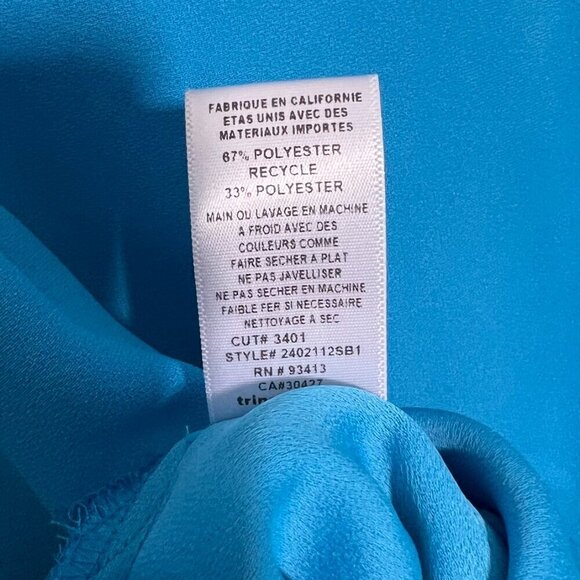 FABRIQUE EN CALIFORNIE
ETAS UNIS AVEC DES
MATERIAUX IMPORTES
67% POLYESTER
RECYCLE
33% POLYESTER
MAIN OU LAVAGE EN MACHINE
A FROID AVEC DES
COULEURS COMME
FAIRE SECHER A PLAT
NE PAS JAVELLISER
NE PAS SECHER EN MACHINE
FAIBLE FER SI NECESSAIRE
NETTOYAGE A SEC
CUT# 3401
STYLE# 2402112SB1
RN # 93413
CA#30427